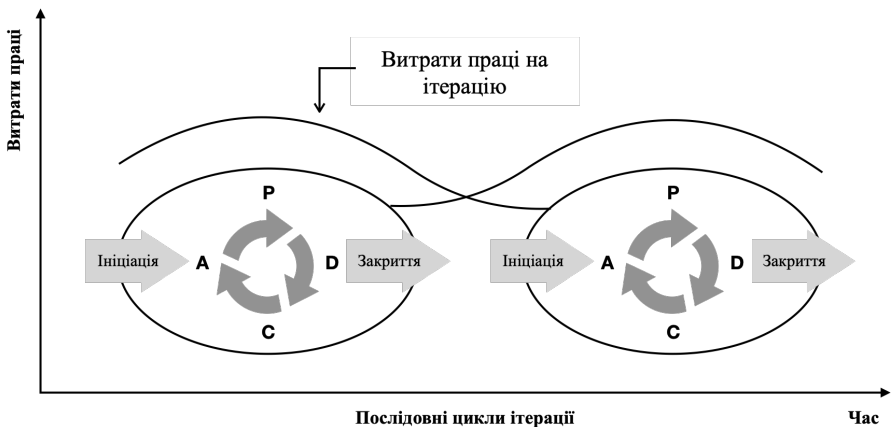 Витрати праці
Витрати праці на
ітерацію
P
P
Ініціація
A
D
Закриття
Ініціація
A
D
Закриття
C
C
Послідовні цикли ітерації
Час